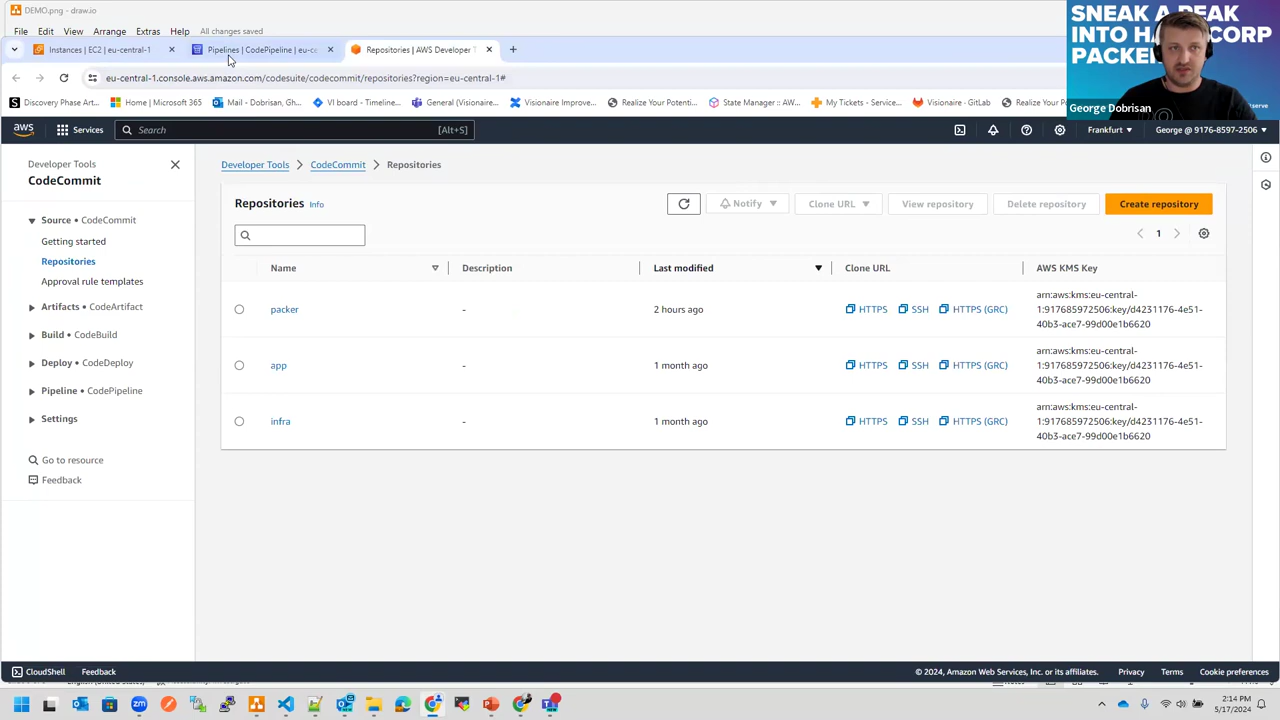 DEMO.png - draw.io
File Edit View Arrange Extras Help All changes saved
Instances | EC2 | eu-central-1
Pipelines | CodePipeline | eu-ce
Repositories | AWS Developer T
eu-central-1.console.aws.amazon.com/codesuite/codecommit/repositories?region=eu-central-1#
Discovery Phase Art...
Home | Microsoft 365
Mail - Dobrisan, Gh...
VI board - Timeline...
General (Visionaire...
Visionaire Improve...
Realize Your Potenti...
State Manager :: AW...
My Tickets - Service...
Visionaire · GitLab
Realize Your Po
SNEAK A PEAK
INTO HA CORP
PACKE
George Dobrisan
aws
Services
Search
[Alt+S]
Frankfurt
George @ 9176-8597-2506
Developer Tools
CodeCommit
Source • CodeCommit
Getting started
Repositories
Approval rule templates
Artifacts • CodeArtifact
Build • CodeBuild
Deploy • CodeDeploy
Pipeline • CodePipeline
Settings
Go to resource
Feedback
Developer Tools > CodeCommit > Repositories
Repositories Info
Notify
Clone URL
View repository
Delete repository
Create repository
1
Name Description Last modified Clone URL AWS KMS Key
packer - 2 hours ago HTTPS SSH HTTPS (GRC)
arn:aws:kms:eu-central-
1:917685972506:key/d4231176-4e51-
40b3-ace7-99d00e1b6620
app - 1 month ago HTTPS SSH HTTPS (GRC)
arn:aws:kms:eu-central-
1:917685972506:key/d4231176-4e51-
40b3-ace7-99d00e1b6620
infra - 1 month ago HTTPS SSH HTTPS (GRC)
arn:aws:kms:eu-central-
1:917685972506:key/d4231176-4e51-
40b3-ace7-99d00e1b6620
CloudShell Feedback
© 2024, Amazon Web Services, Inc. or its affiliates.
Privacy Terms Cookie preferences
2:14 PM
5/17/2024